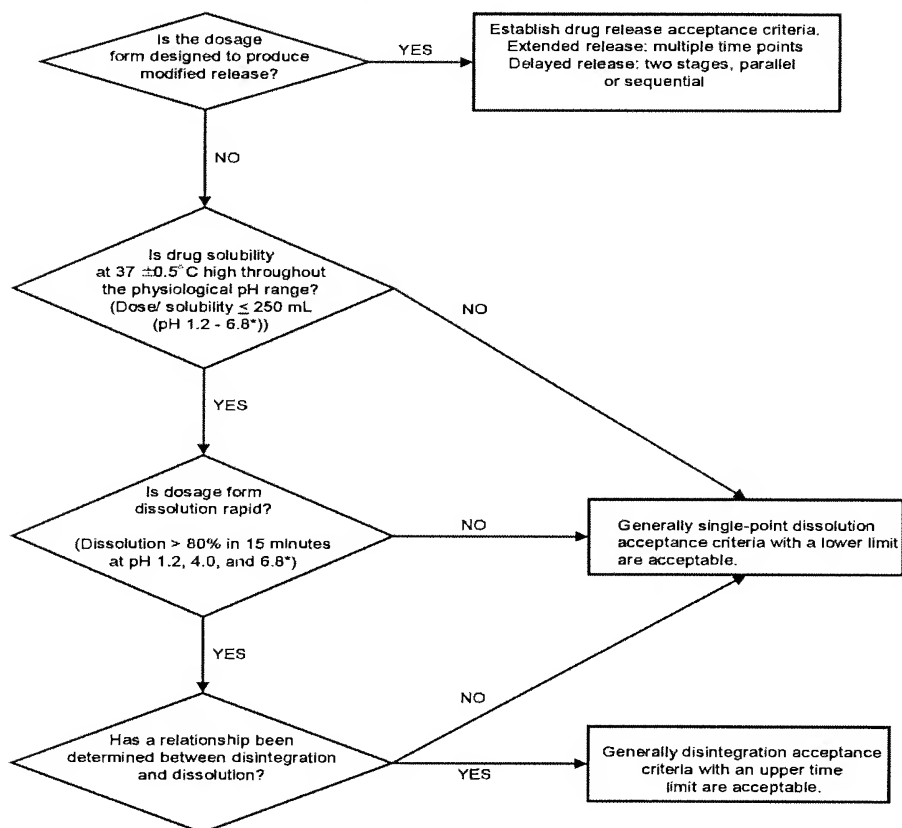 Is the dosage
form designed to produce
modified release?
YES
Establish drug release acceptance criteria.
Extended release: multiple time points
Delayed release: two stages, parallel
or sequential
NO
Is drug solubility
at 37 ±0.5°C high throughout
the physiological pH range?
(Dose/ solubility ≤ 250 mL
(pH 1.2 - 6.8*))
NO
YES
Is dosage form
dissolution rapid?
(Dissolution > 80% in 15 minutes
at pH 1.2, 4.0, and 6.8*)
NO
Generally single-point dissolution
acceptance criteria with a lower limit
are acceptable.
YES
NO
Has a relationship been
determined between disintegration
and dissolution?
YES
Generally disintegration acceptance
criteria with an upper time
limit are acceptable.